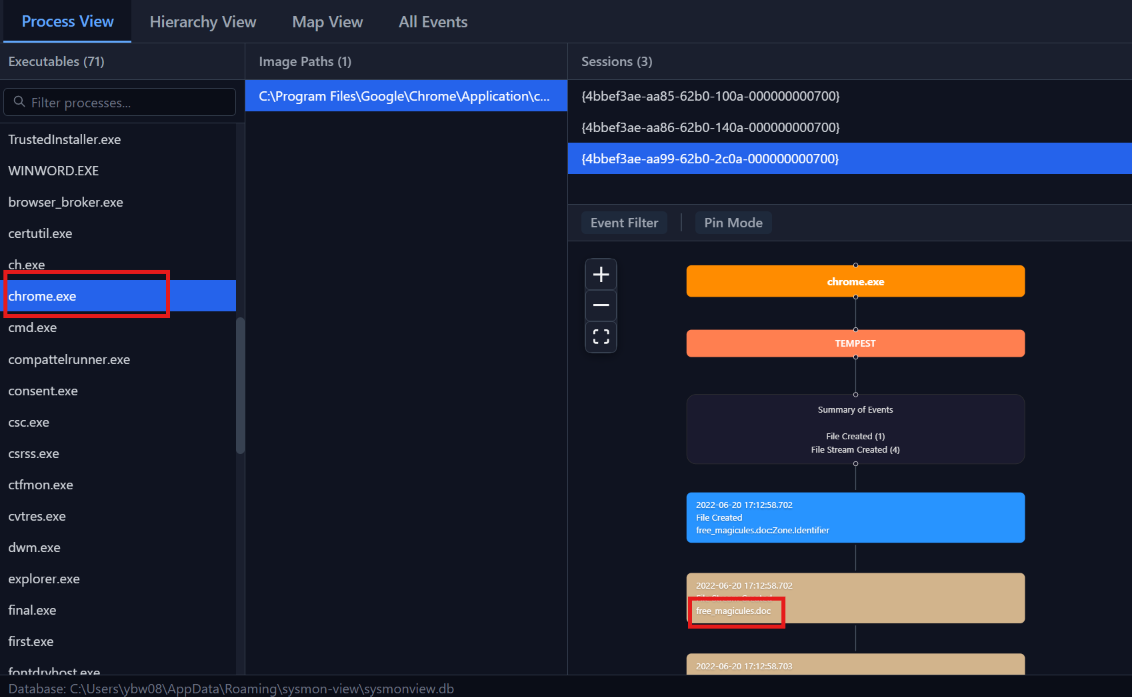 Process View
Hierarchy View
Map View
All Events
Executables (71)
Image Paths (1)
Sessions (3)
Filter processes...
C:\Program Files\Google\Chrome\Application\c...
{4bbef3ae-aa85-62b0-100a-000000000700}
{4bbef3ae-aa86-62b0-140a-000000000700}
{4bbef3ae-aa99-62b0-2c0a-000000000700}
TrustedInstaller.exe
WINWORD.EXE
browser_broker.exe
certutil.exe
ch.exe
chrome.exe
cmd.exe
compattelrunner.exe
consent.exe
csc.exe
csrss.exe
ctfmon.exe
cvtres.exe
dwm.exe
explorer.exe
final.exe
first.exe
fontdrvhost.exe
Event Filter
Pin Mode
chrome.exe
TEMPEST
Summary of Events
File Created (1)
File Stream Created (4)
2022-06-20 17:12:58.702
File Created
free_magicules.doc:Zone.Identifier
2022-06-20 17:12:58.702
free_magicules.doc
2022-06-20 17:12:58.703
Database: C:\Users\ybw08\AppData\Roaming\sysmon-view\sysmonview.db